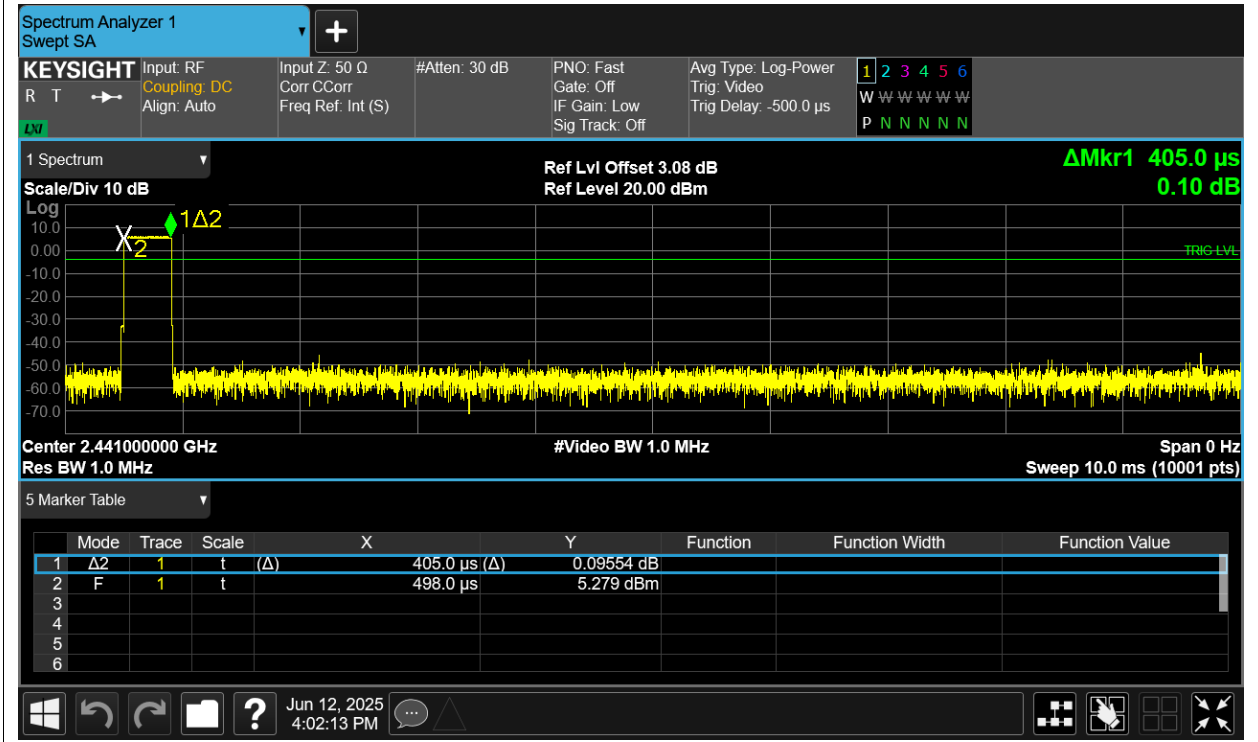 Spectrum Analyzer 1
Swept SA
KEYSIGHT
R T
LXI
Input: RF
Coupling: DC
Align: Auto
Input Z: 50 Ω
Corr CCorr
Freq Ref: Int (S)
#Atten: 30 dB
PNO: Fast
Gate: Off
IF Gain: Low
Sig Track: Off
Avg Type: Log-Power
Trig: Video
Trig Delay: -500.0 µs
1 2 3 4 5 6
W W W W W W
P N N N N N
1 Spectrum
Scale/Div 10 dB
Ref Lvl Offset 3.08 dB
Ref Level 20.00 dBm
ΔMkr1 405.0 µs
0.10 dB
Log
10.0
0.00
-10.0
-20.0
-30.0
-40.0
-50.0
-60.0
-70.0
1Δ2
2
TRIG LVL
Center 2.441000000 GHz
#Video BW 1.0 MHz
Span 0 Hz
Res BW 1.0 MHz
Sweep 10.0 ms (10001 pts)
5 Marker Table
Mode Trace Scale X Y Function Function Width Function Value
1 Δ2 1 t (Δ) 405.0 µs (Δ) 0.09554 dB
2 F 1 t 498.0 µs 5.279 dBm
3
4
5
6
?
Jun 12, 2025
4:02:13 PM